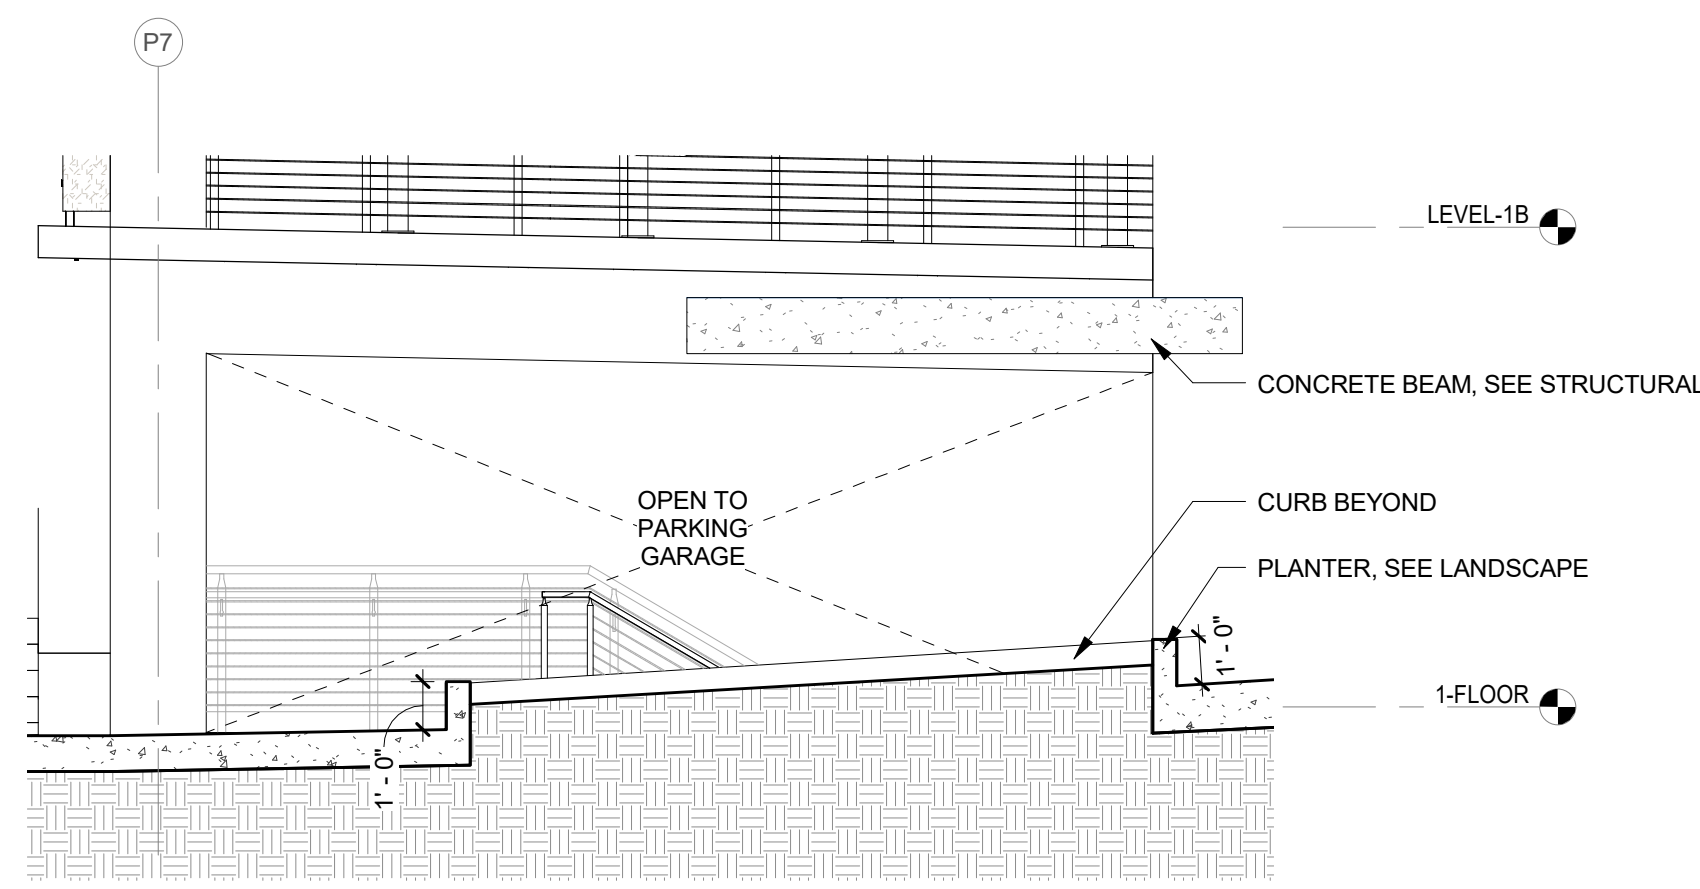 P7
LEVEL-1B
CONCRETE BEAM, SEE STRUCTURAL
OPEN TO
PARKING
GARAGE
CURB BEYOND
PLANTER, SEE LANDSCAPE
1' - 0"
1-FLOOR
1' - 0"